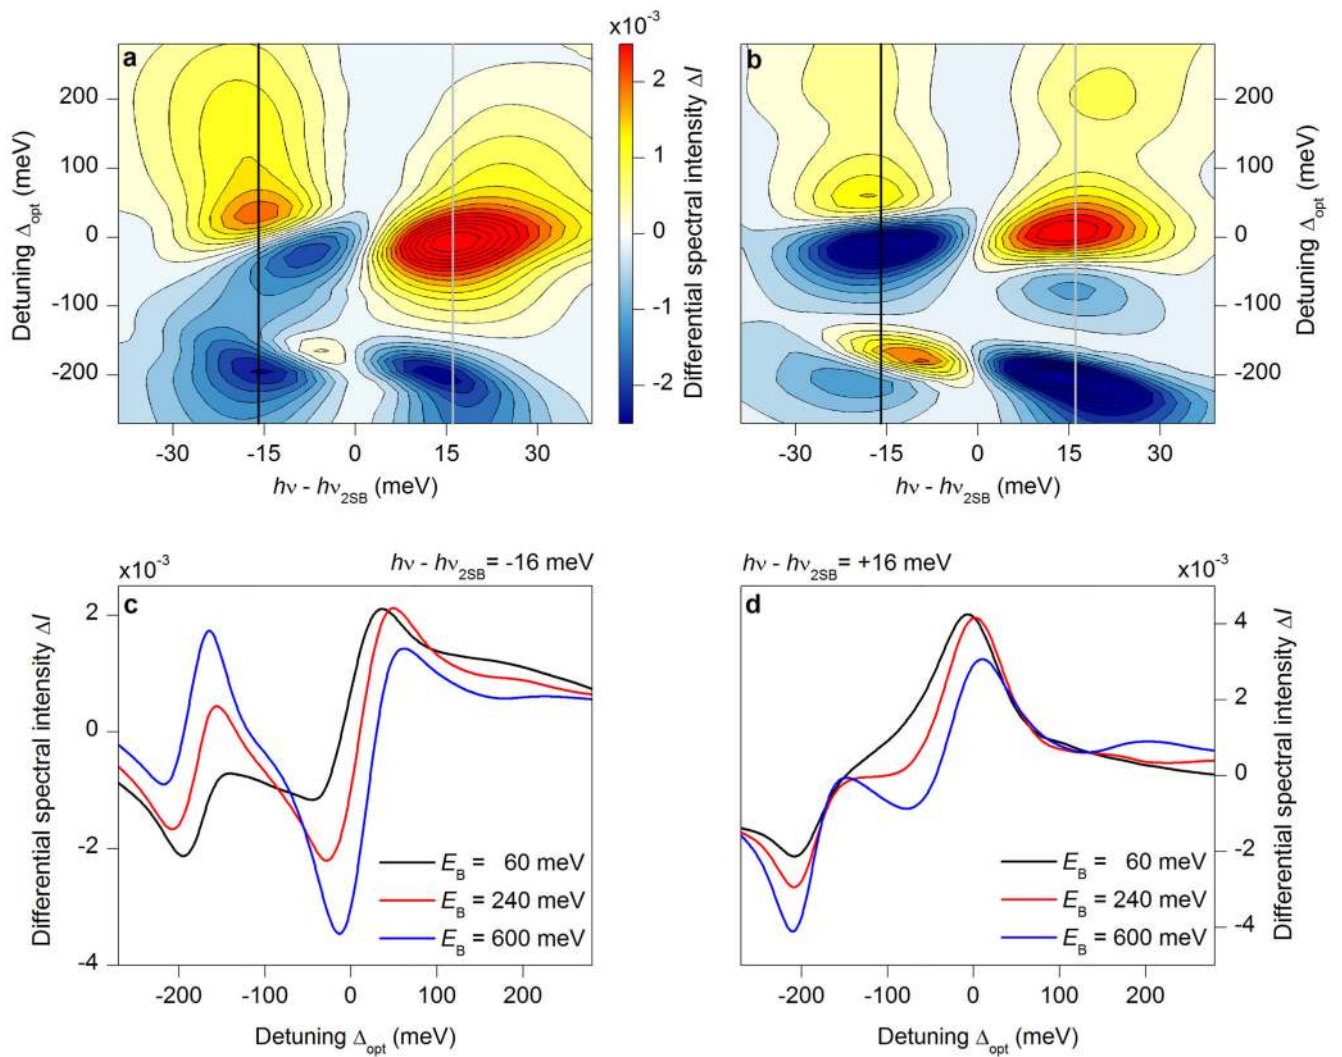 x10⁻³
a
b
200
100
0
-100
-200
Detuning Δopt (meV)
2
1
0
-1
-2
Differential spectral intensity ΔI
200
100
0
-100
-200
Detuning Δopt (meV)
-30 -15 0 15 30
hν - hν2SB (meV)
-30 -15 0 15 30
hν - hν2SB (meV)
x10⁻³
hν - hν2SB = -16 meV
hν - hν2SB = +16 meV
x10⁻³
c
d
2
0
-2
-4
Differential spectral intensity ΔI
EB = 60 meV
EB = 240 meV
EB = 600 meV
EB = 60 meV
EB = 240 meV
EB = 600 meV
4
2
0
-2
-4
Differential spectral intensity ΔI
-200 -100 0 100 200
Detuning Δopt (meV)
-200 -100 0 100 200
Detuning Δopt (meV)